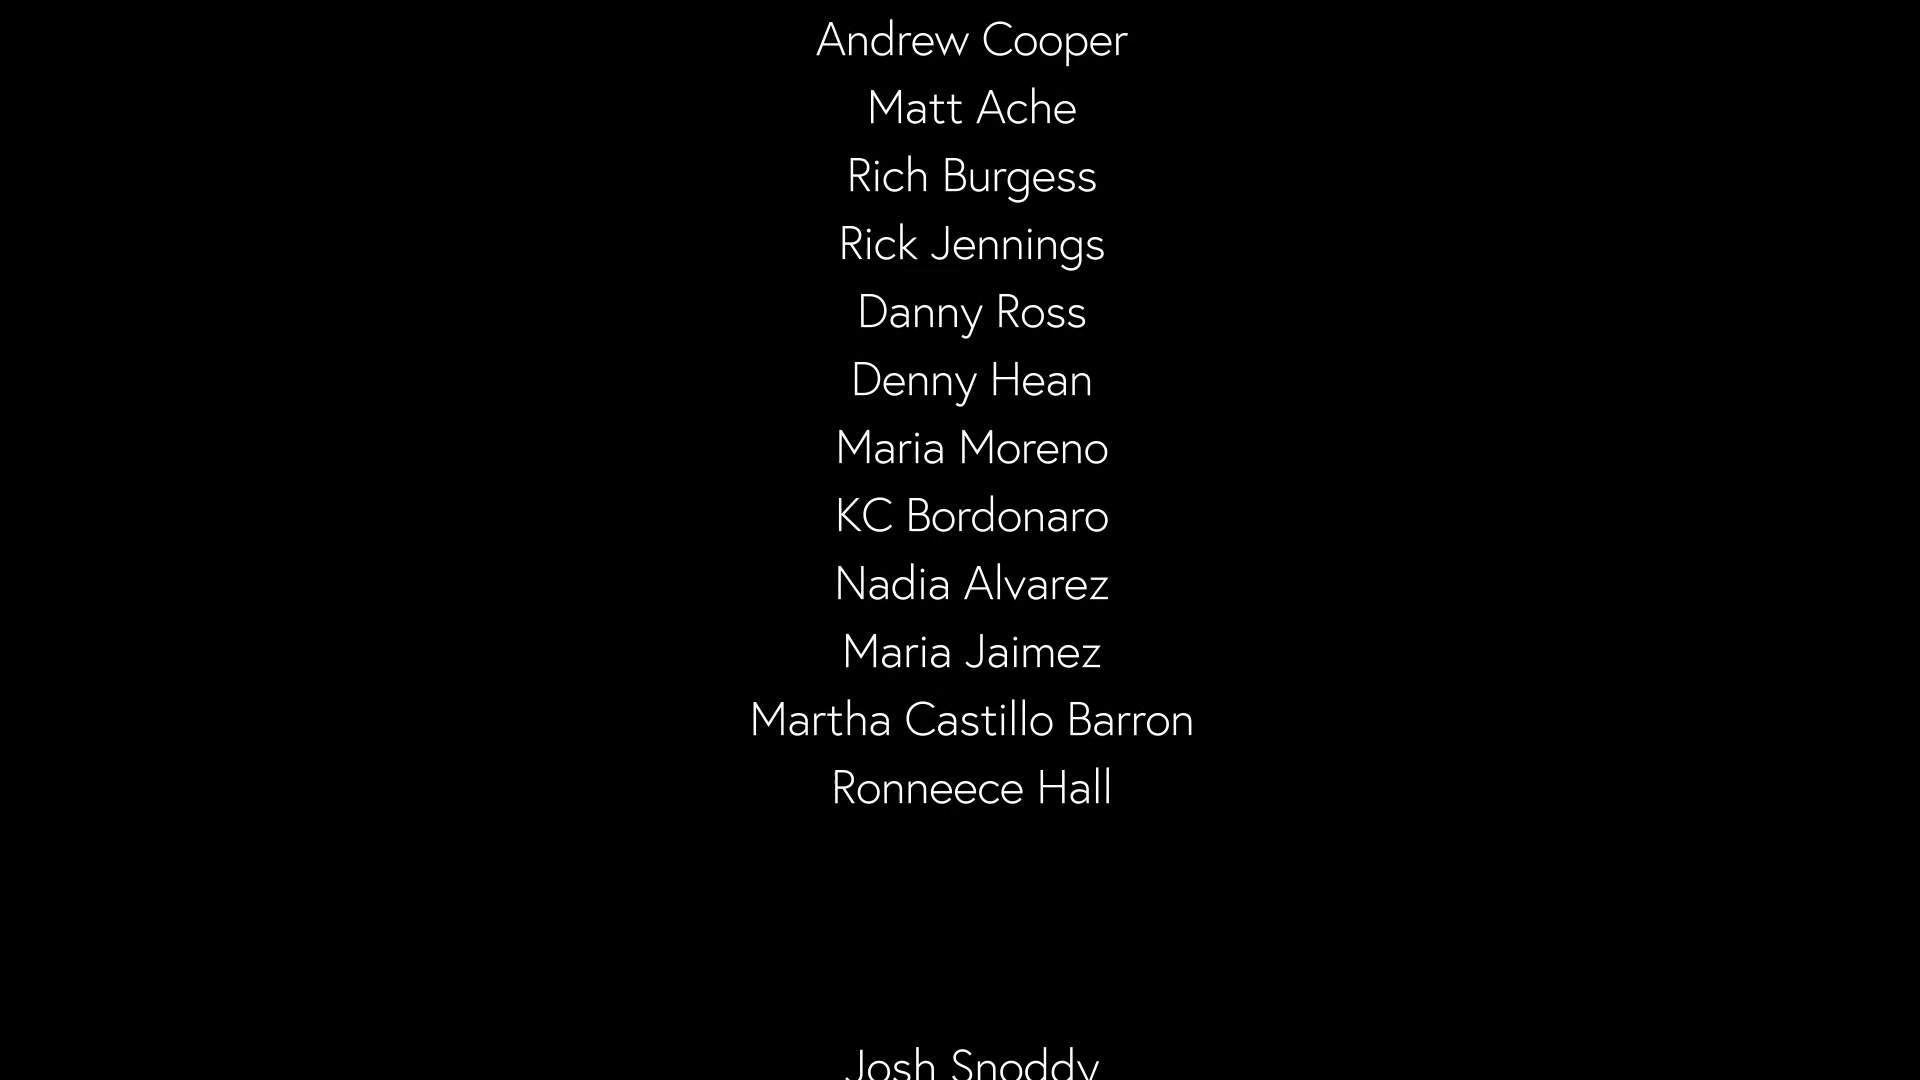 Andrew Cooper
Matt Ache
Rich Burgess
Rick Jennings
Danny Ross
Denny Hean
Maria Moreno
KC Bordonaro
Nadia Alvarez
Maria Jaimez
Martha Castillo Barron
Ronneece Hall
Josh Snoddy